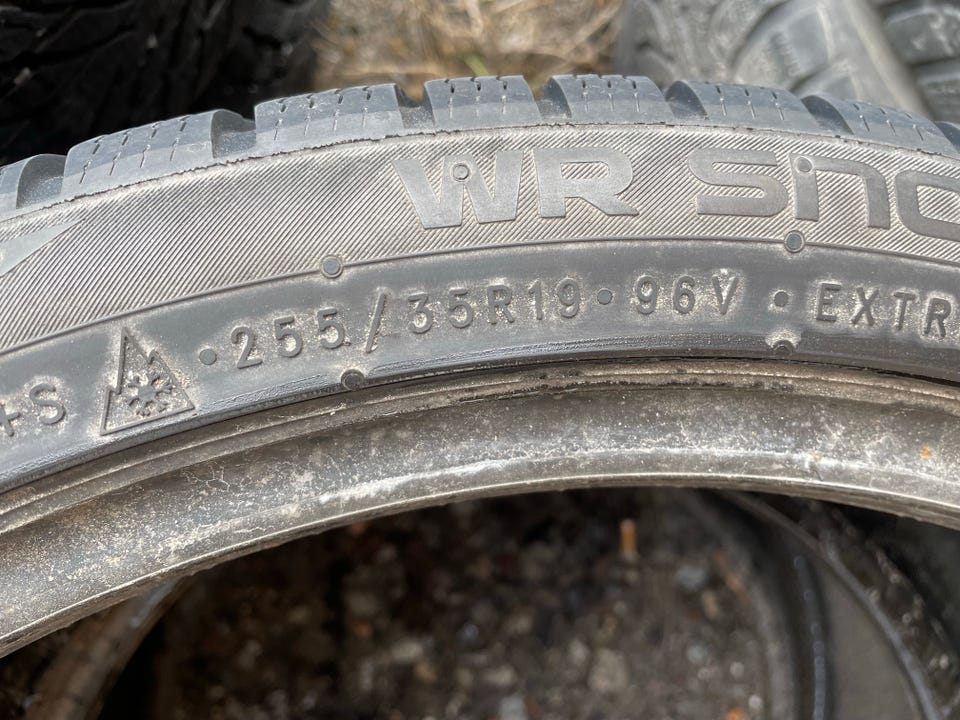 WR SNO
+S · 255/35R19 · 96V · EXTR